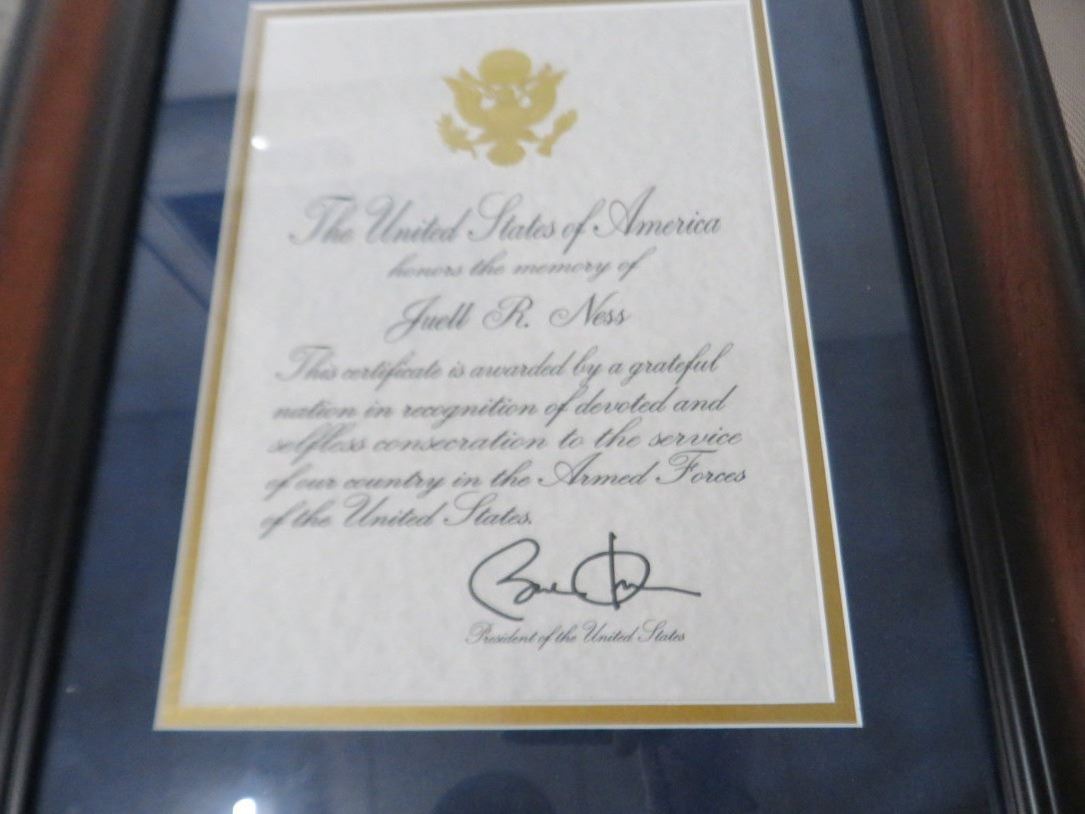 The United States of America
honors the memory of
Juell R. Ness
This certificate is awarded by a grateful
nation in recognition of devoted and
selfless consecration to the service
of our country in the Armed Forces
of the United States.
President of the United States